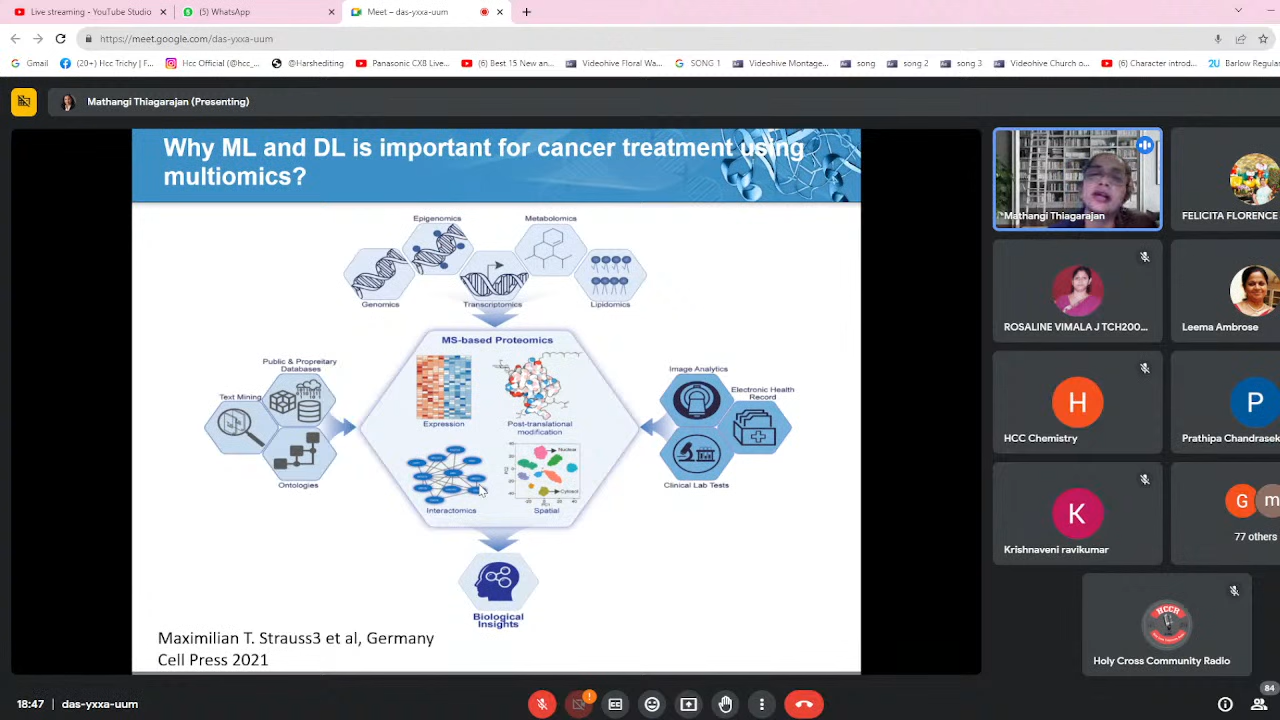 Live streaming - YouTube Studio
(5) WhatsApp
Meet – das-yxxa-uum
https://meet.google.com/das-yxxa-uum
Gmail
(20+) Hcc Trichy | F...
Hcc Official (@hcc_...
@Harshediting
Panasonic CX8 Live...
(6) Best 15 New an...
Videohive Floral Wa...
SONG 1
Videohive Montage...
song
song 2
song 3
Videohive Church o...
(6) Character introd...
Barlow Regular
Mathangi Thiagarajan (Presenting)
Why ML and DL is important for cancer treatment using
multiomics?
Epigenomics
Metabolomics
Genomics
Transcriptomics
Lipidomics
MS-based Proteomics
Public & Propreitary
Databases
Text Mining
Ontologies
Expression
Post-translational
modification
Interactomics
Nuclear
Cytosol
Spatial
Image Analytics
Electronic Health
Record
Clinical Lab Tests
Biological
Insights
Maximilian T. Strauss3 et al, Germany
Cell Press 2021
Mathangi Thiagarajan
FELICITA FLORENCE
ROSALINE VIMALA J TCH200...
Leema Ambrose
H
HCC Chemistry
P
Prathipa Chandrase
K
Krishnaveni ravikumar
G
m
77 others
HCCR
Holy Cross Community Radio
18:47
das-yxxa-uum
84